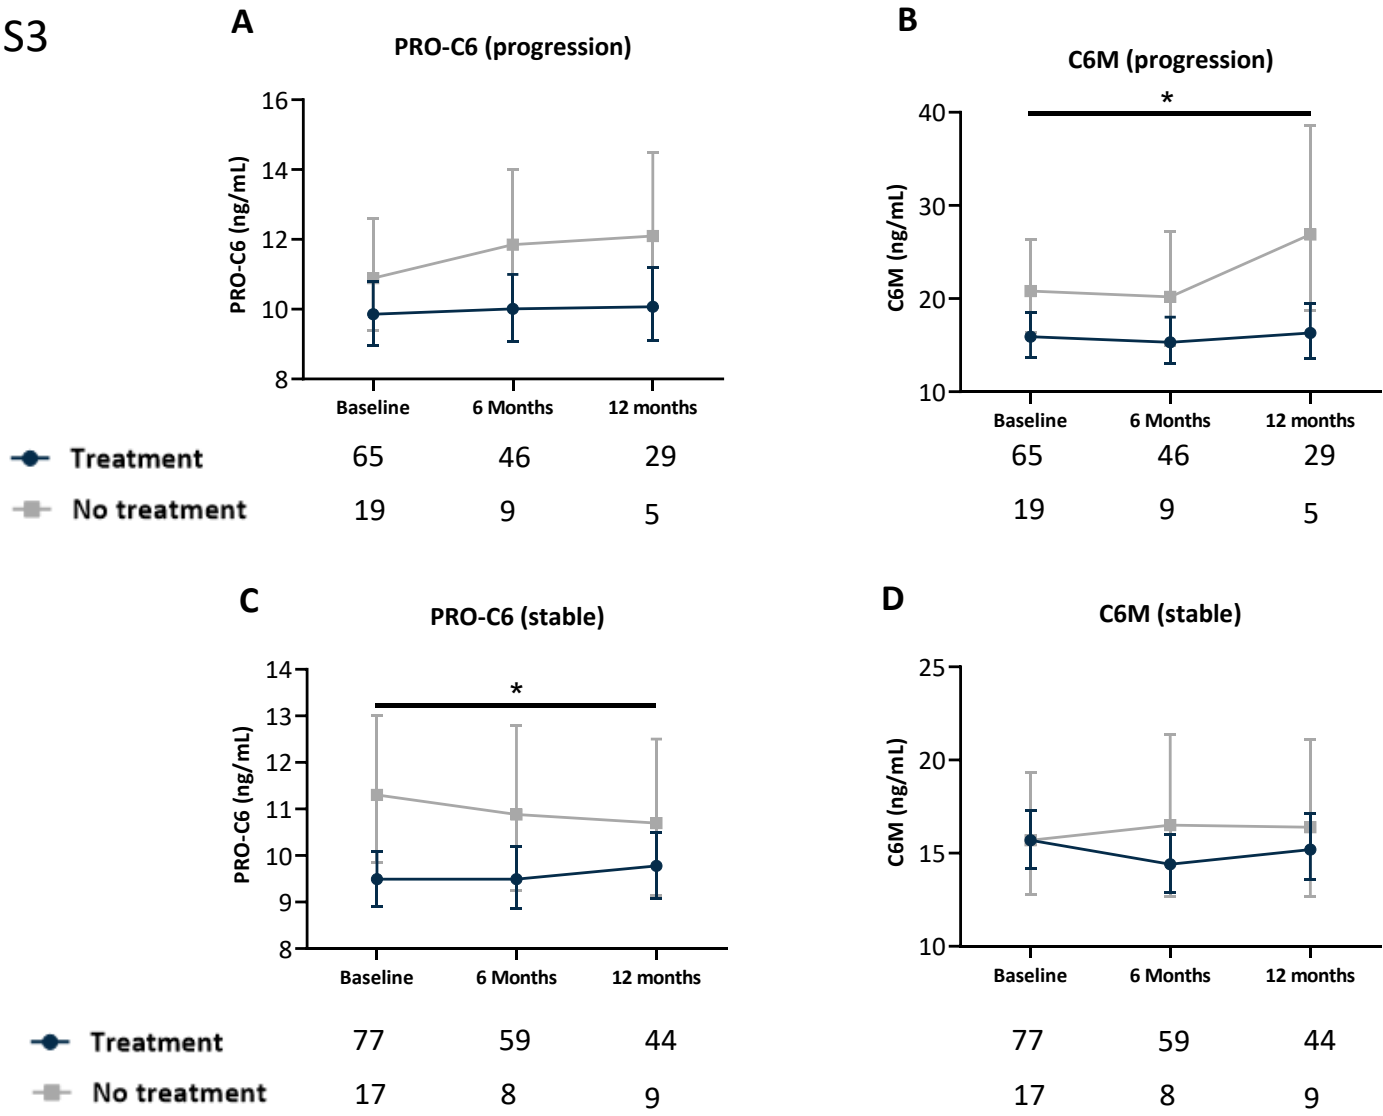 S3
A
PRO-C6 (progression)
16
14
12
10
8
PRO-C6 (ng/mL)
Baseline
6 Months
12 months
Treatment
65
46
29
No treatment
19
9
5
B
C6M (progression)
*
40
30
20
10
C6M (ng/mL)
Baseline
6 Months
12 months
65
46
29
19
9
5
C
PRO-C6 (stable)
*
14
13
12
11
10
9
8
PRO-C6 (ng/mL)
Baseline
6 Months
12 months
Treatment
77
59
44
No treatment
17
8
9
D
C6M (stable)
25
20
15
10
C6M (ng/mL)
Baseline
6 Months
12 months
77
59
44
17
8
9